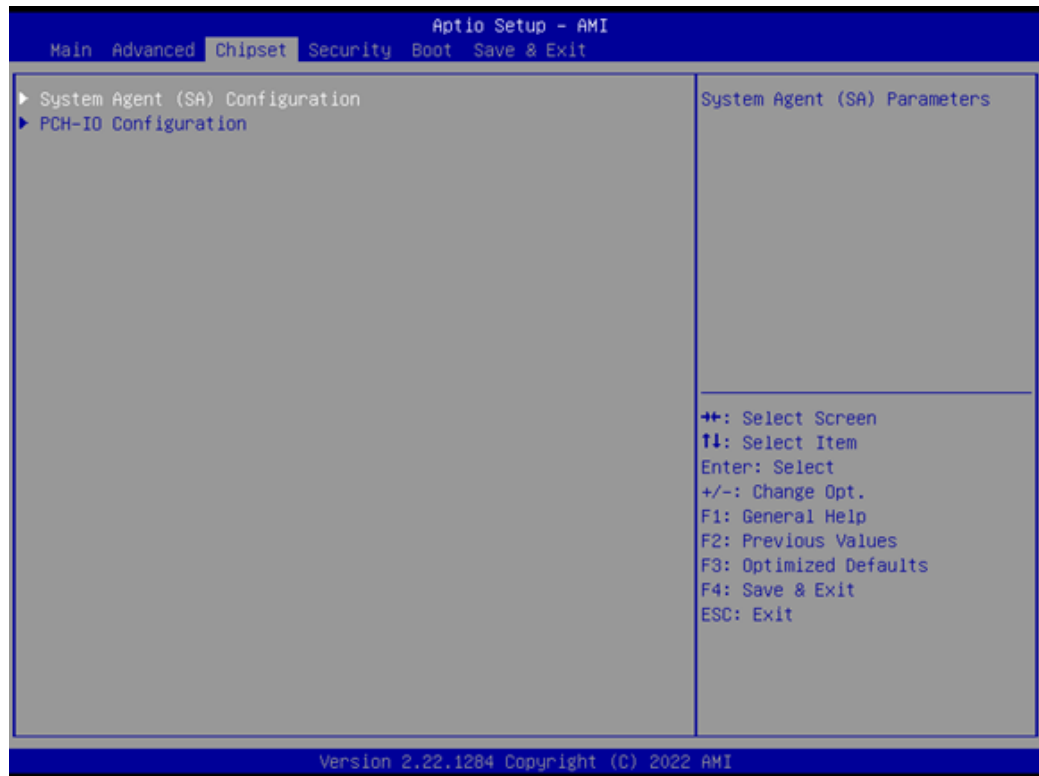 Aptio Setup – AMI
Main Advanced Chipset Security Boot Save & Exit
► System Agent (SA) Configuration
► PCH-IO Configuration
System Agent (SA) Parameters
→←: Select Screen
↑↓: Select Item
Enter: Select
+/-: Change Opt.
F1: General Help
F2: Previous Values
F3: Optimized Defaults
F4: Save & Exit
ESC: Exit
Version 2.22.1284 Copyright (C) 2022 AMI